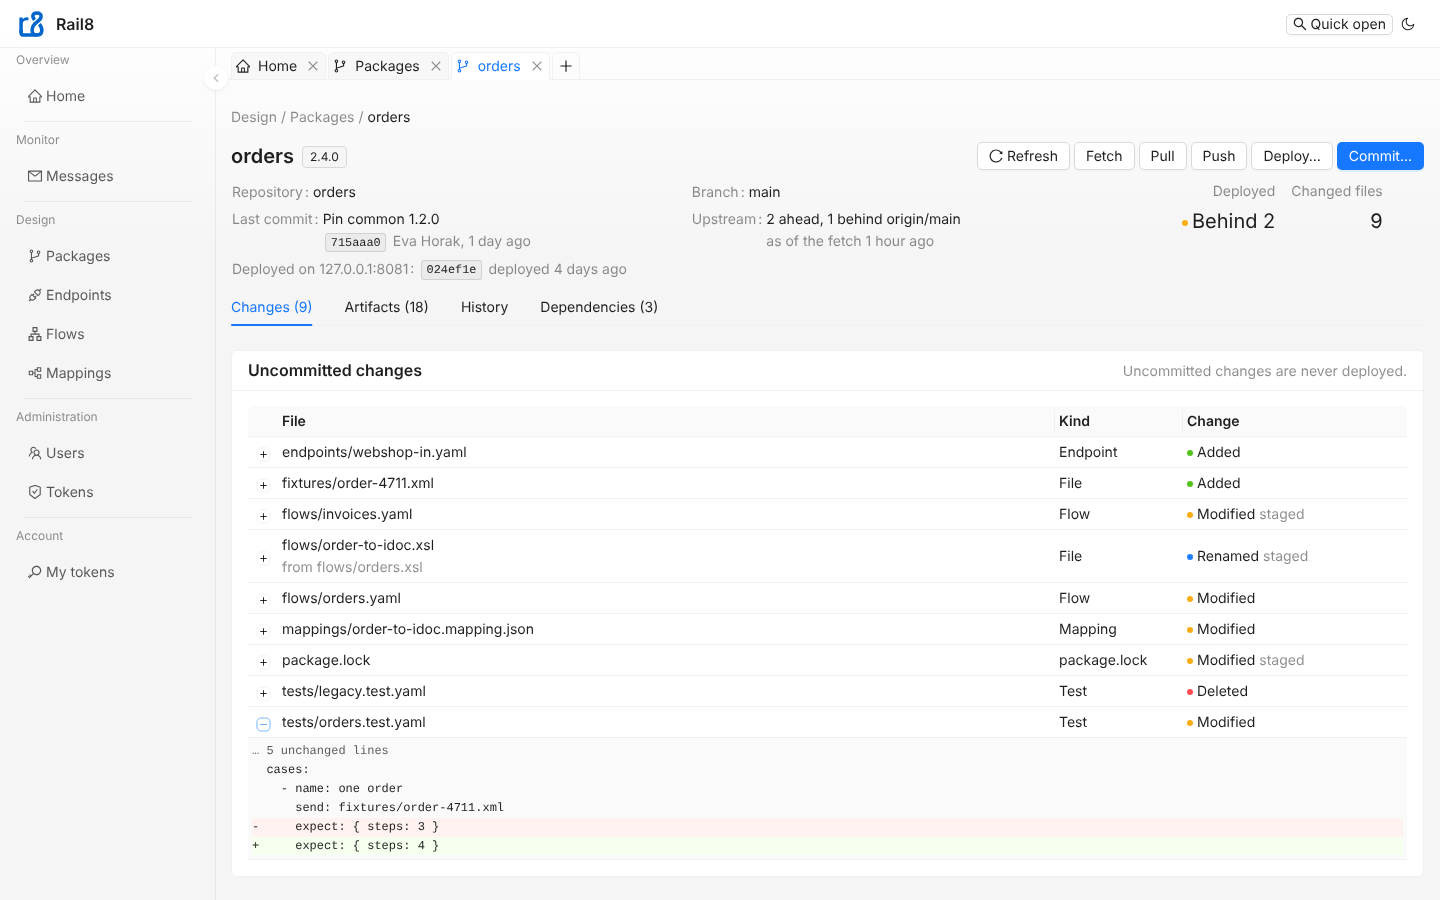 r8 Rail8
Quick open
Overview
Home
Monitor
Messages
Design
Packages
Endpoints
Flows
Mappings
Administration
Users
Tokens
Account
My tokens
Home
Packages
orders
Design / Packages / orders
orders 2.4.0
Refresh
Fetch
Pull
Push
Deploy...
Commit...
Repository: orders
Branch: main
Deployed
Behind 2
Changed files
9
Last commit: Pin common 1.2.0
715aaa0 Eva Horak, 1 day ago
Upstream: 2 ahead, 1 behind origin/main
as of the fetch 1 hour ago
Deployed on 127.0.0.1:8081: 024ef1e deployed 4 days ago
Changes (9)
Artifacts (18)
History
Dependencies (3)
Uncommitted changes
Uncommitted changes are never deployed.
File Kind Change
+ endpoints/webshop-in.yaml Endpoint Added
+ fixtures/order-4711.xml File Added
+ flows/invoices.yaml Flow Modified staged
+ flows/order-to-idoc.xsl File Renamed staged
from flows/orders.xsl
+ flows/orders.yaml Flow Modified
+ mappings/order-to-idoc.mapping.json Mapping Modified
+ package.lock package.lock Modified staged
+ tests/legacy.test.yaml Test Deleted
− tests/orders.test.yaml Test Modified
… 5 unchanged lines
cases:
- name: one order
send: fixtures/order-4711.xml
- expect: { steps: 3 }
+ expect: { steps: 4 }